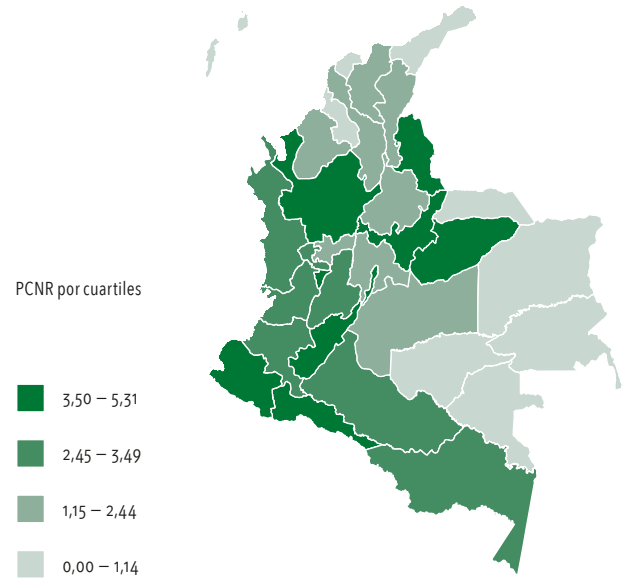 PCNR por cuartiles
3,50 – 5,31
2,45 – 3,49
1,15 – 2,44
0,00 – 1,14